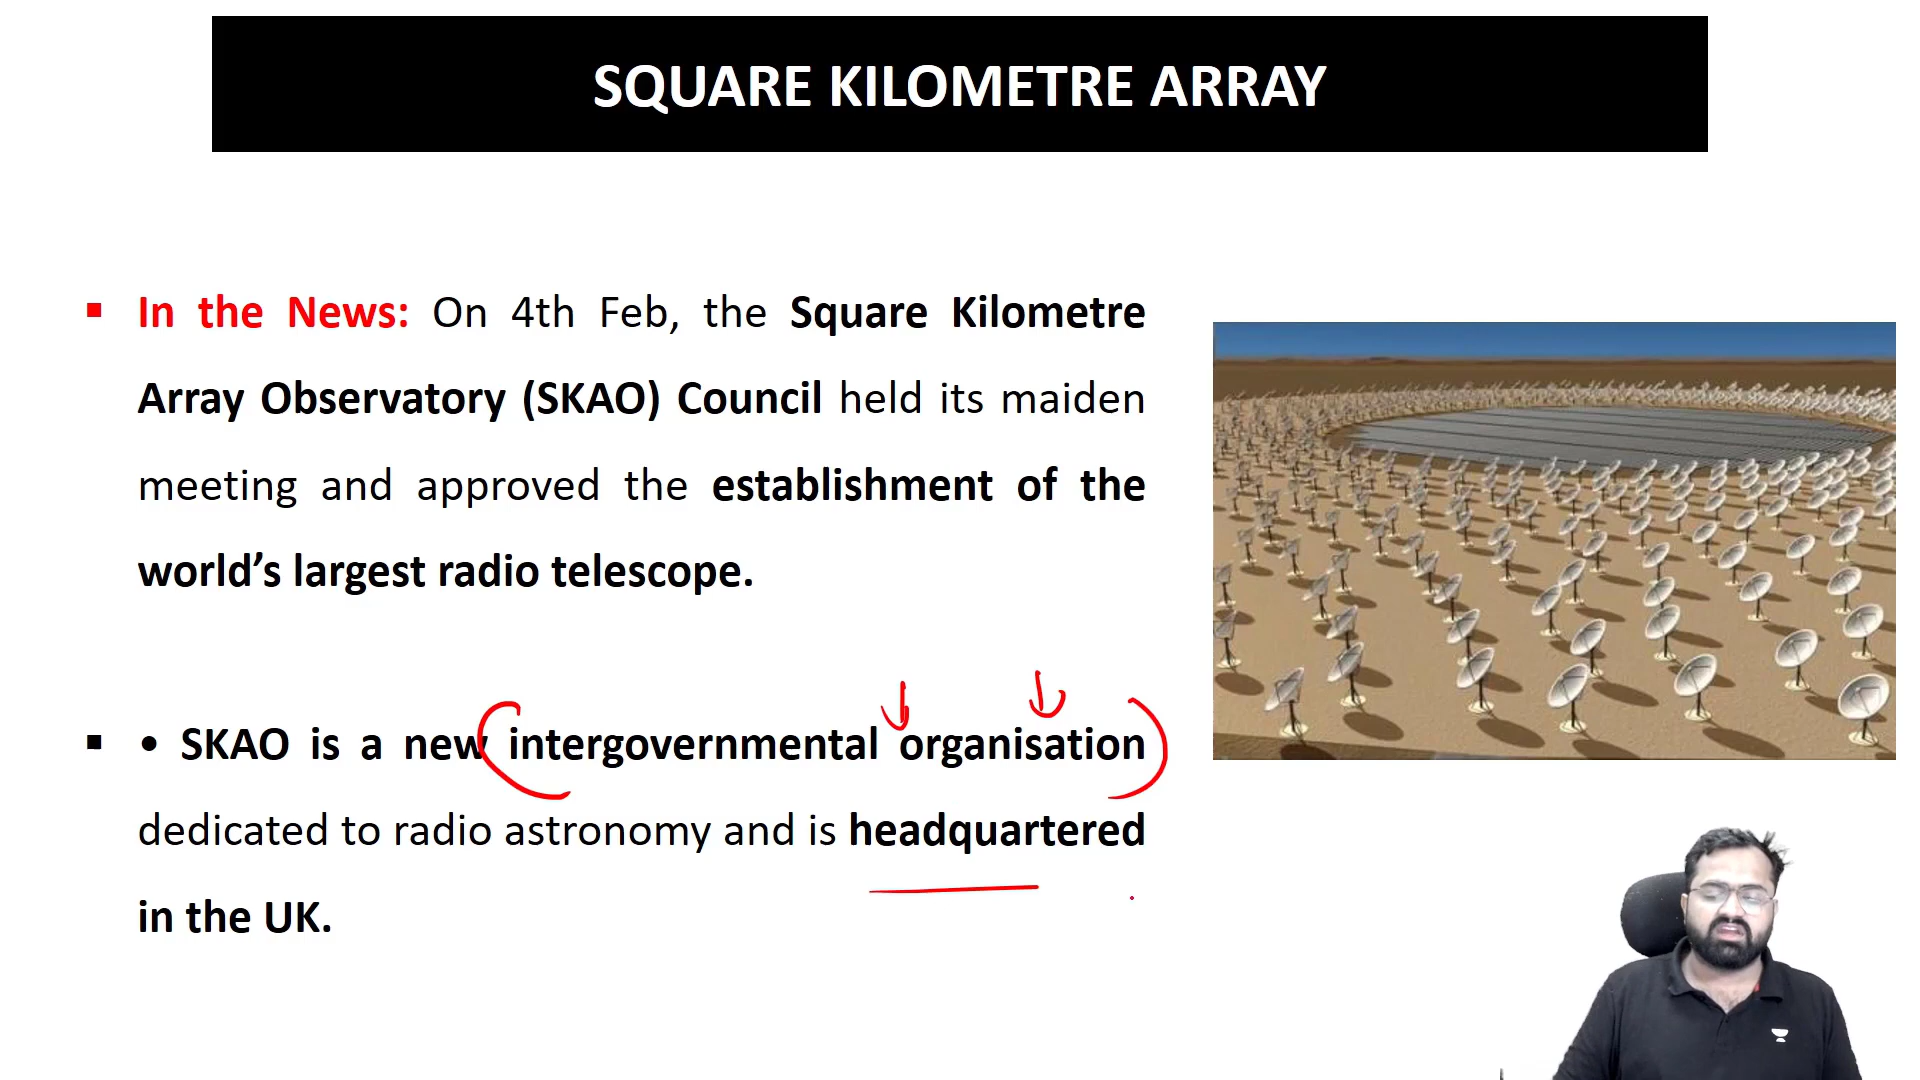 SQUARE KILOMETRE ARRAY
▪ In the News: On 4th Feb, the Square Kilometre
Array Observatory (SKAO) Council held its maiden
meeting and approved the establishment of the
world’s largest radio telescope.
▪ • SKAO is a new intergovernmental organisation
dedicated to radio astronomy and is headquartered
in the UK.